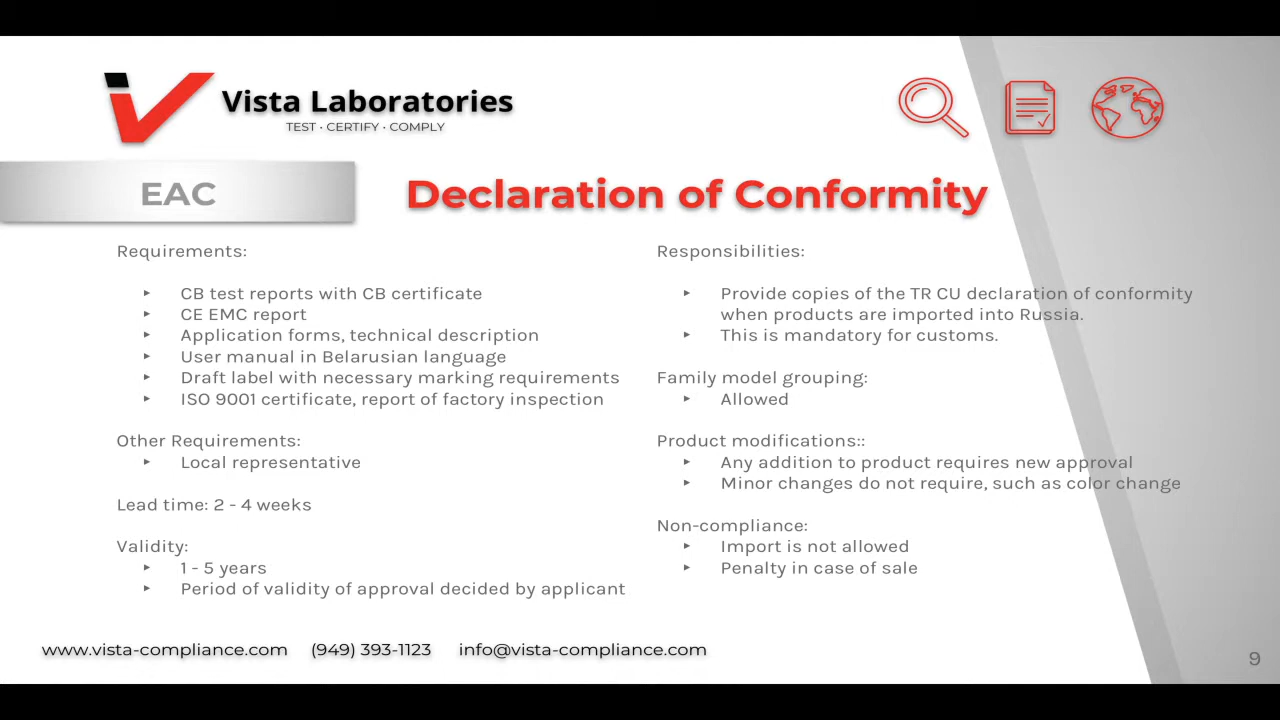 Vista Laboratories
TEST · CERTIFY · COMPLY
EAC
Declaration of Conformity
Requirements:
‣ CB test reports with CB certificate
‣ CE EMC report
‣ Application forms, technical description
‣ User manual in Belarusian language
‣ Draft label with necessary marking requirements
‣ ISO 9001 certificate, report of factory inspection
Other Requirements:
‣ Local representative
Lead time: 2 - 4 weeks
Validity:
‣ 1 - 5 years
‣ Period of validity of approval decided by applicant
Responsibilities:
‣ Provide copies of the TR CU declaration of conformity
when products are imported into Russia.
‣ This is mandatory for customs.
Family model grouping:
‣ Allowed
Product modifications::
‣ Any addition to product requires new approval
‣ Minor changes do not require, such as color change
Non-compliance:
‣ Import is not allowed
‣ Penalty in case of sale
www.vista-compliance.com (949) 393-1123 info@vista-compliance.com
9